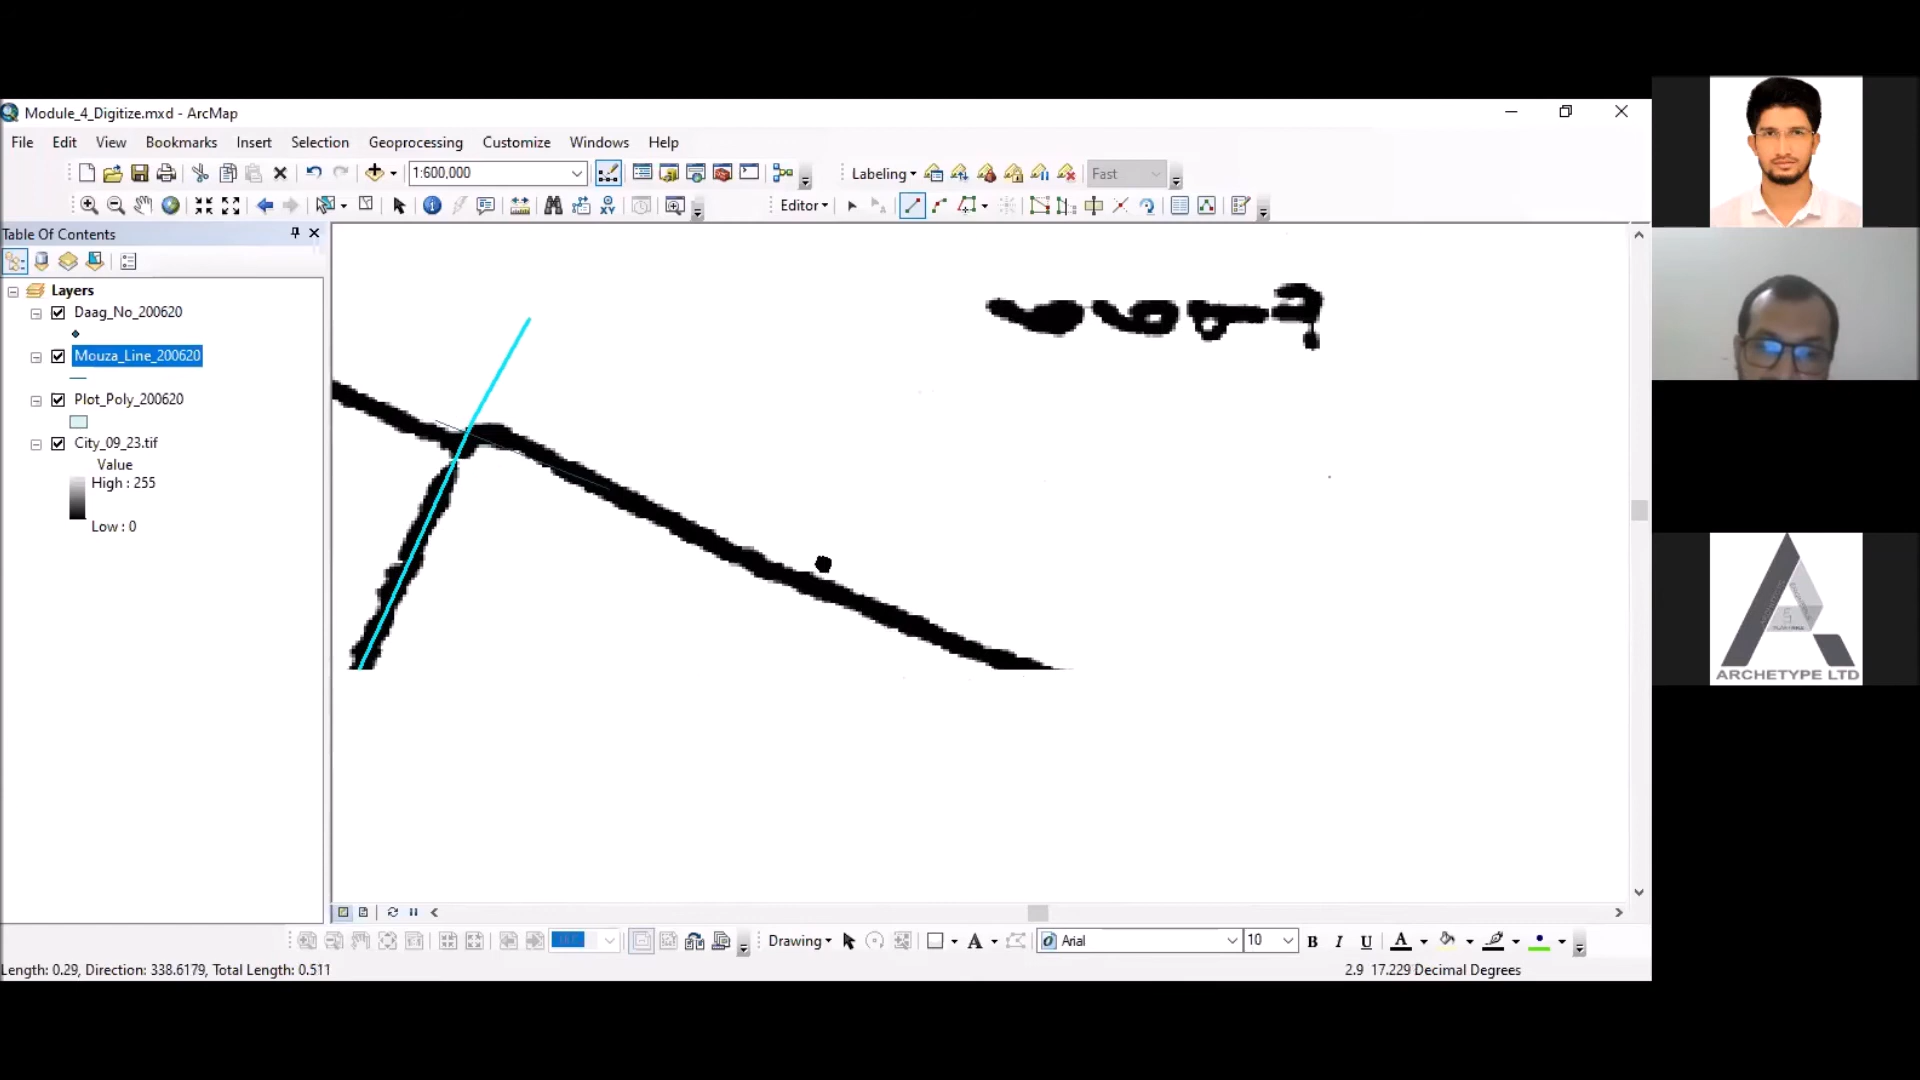 Module_4_Digitize.mxd - ArcMap
File Edit View Bookmarks Insert Selection Geoprocessing Customize Windows Help
1:600,000 Labeling Fast
Editor
Table Of Contents
Layers
Daag_No_200620
Mouza_Line_200620
Plot_Poly_200620
City_09_23.tif
Value
High : 255
Low : 0
Drawing A Arial 10 B I U A
Length: 0.29, Direction: 338.6179, Total Length: 0.511
2.9 17.229 Decimal Degrees
ARCHETYPE LTD